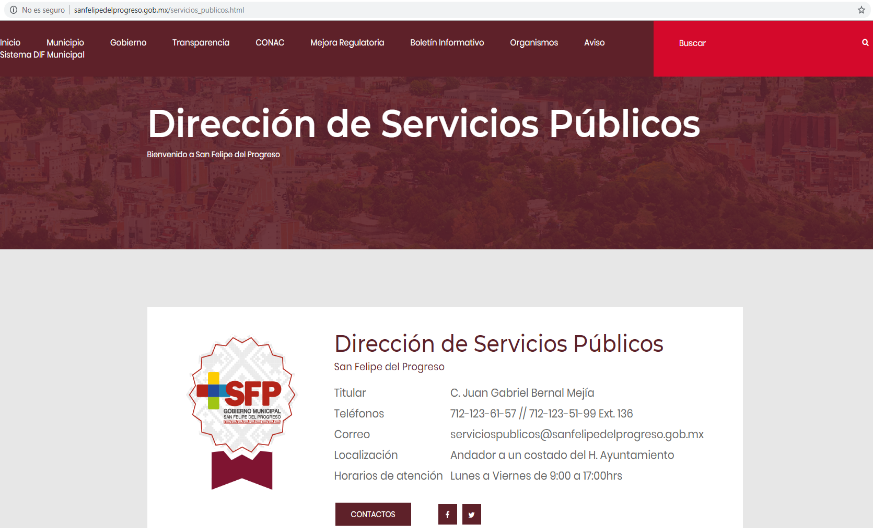 No es seguro | sanfelipedelprogreso.gob.mx/servicios_publicos.html
Inicio Municipio Gobierno Transparencia CONAC Mejora Regulatoria Boletín Informativo Organismos Aviso Buscar
Sistema DIF Municipal
Dirección de Servicios Públicos
Bienvenido a San Felipe del Progreso
Dirección de Servicios Públicos
San Felipe del Progreso
SFP
GOBIERNO MUNICIPAL
SAN FELIPE DEL PROGRESO
Titular C. Juan Gabriel Bernal Mejía
Teléfonos 712-123-61-57 // 712-123-51-99 Ext. 136
Correo serviciospublicos@sanfelipedelprogreso.gob.mx
Localización Andador a un costado del H. Ayuntamiento
Horarios de atención Lunes a Viernes de 9:00 a 17:00hrs
CONTACTOS